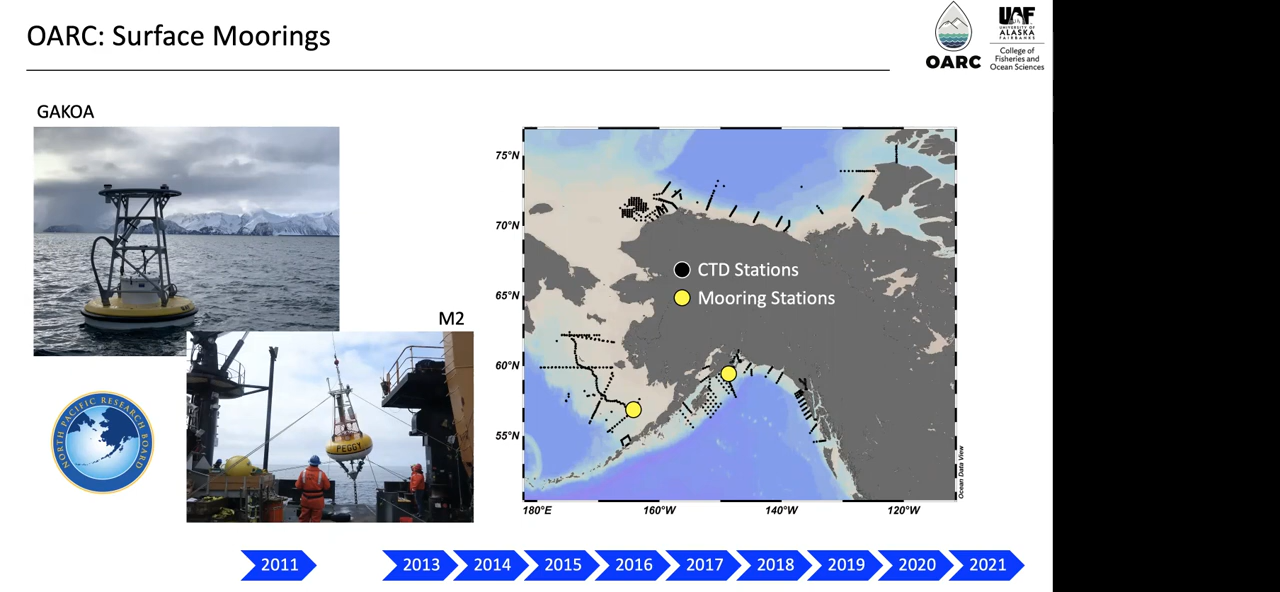 OARC: Surface Moorings
OARC
UAF
UNIVERSITY OF
ALASKA
FAIRBANKS
College of
Fisheries and
Ocean Sciences
GAKOA
M2
PEGGY
NORTH PACIFIC RESEARCH BOARD
75°N
70°N
65°N
60°N
55°N
CTD Stations
Mooring Stations
180°E
160°W
140°W
120°W
Ocean Data View
2011
2013
2014
2015
2016
2017
2018
2019
2020
2021